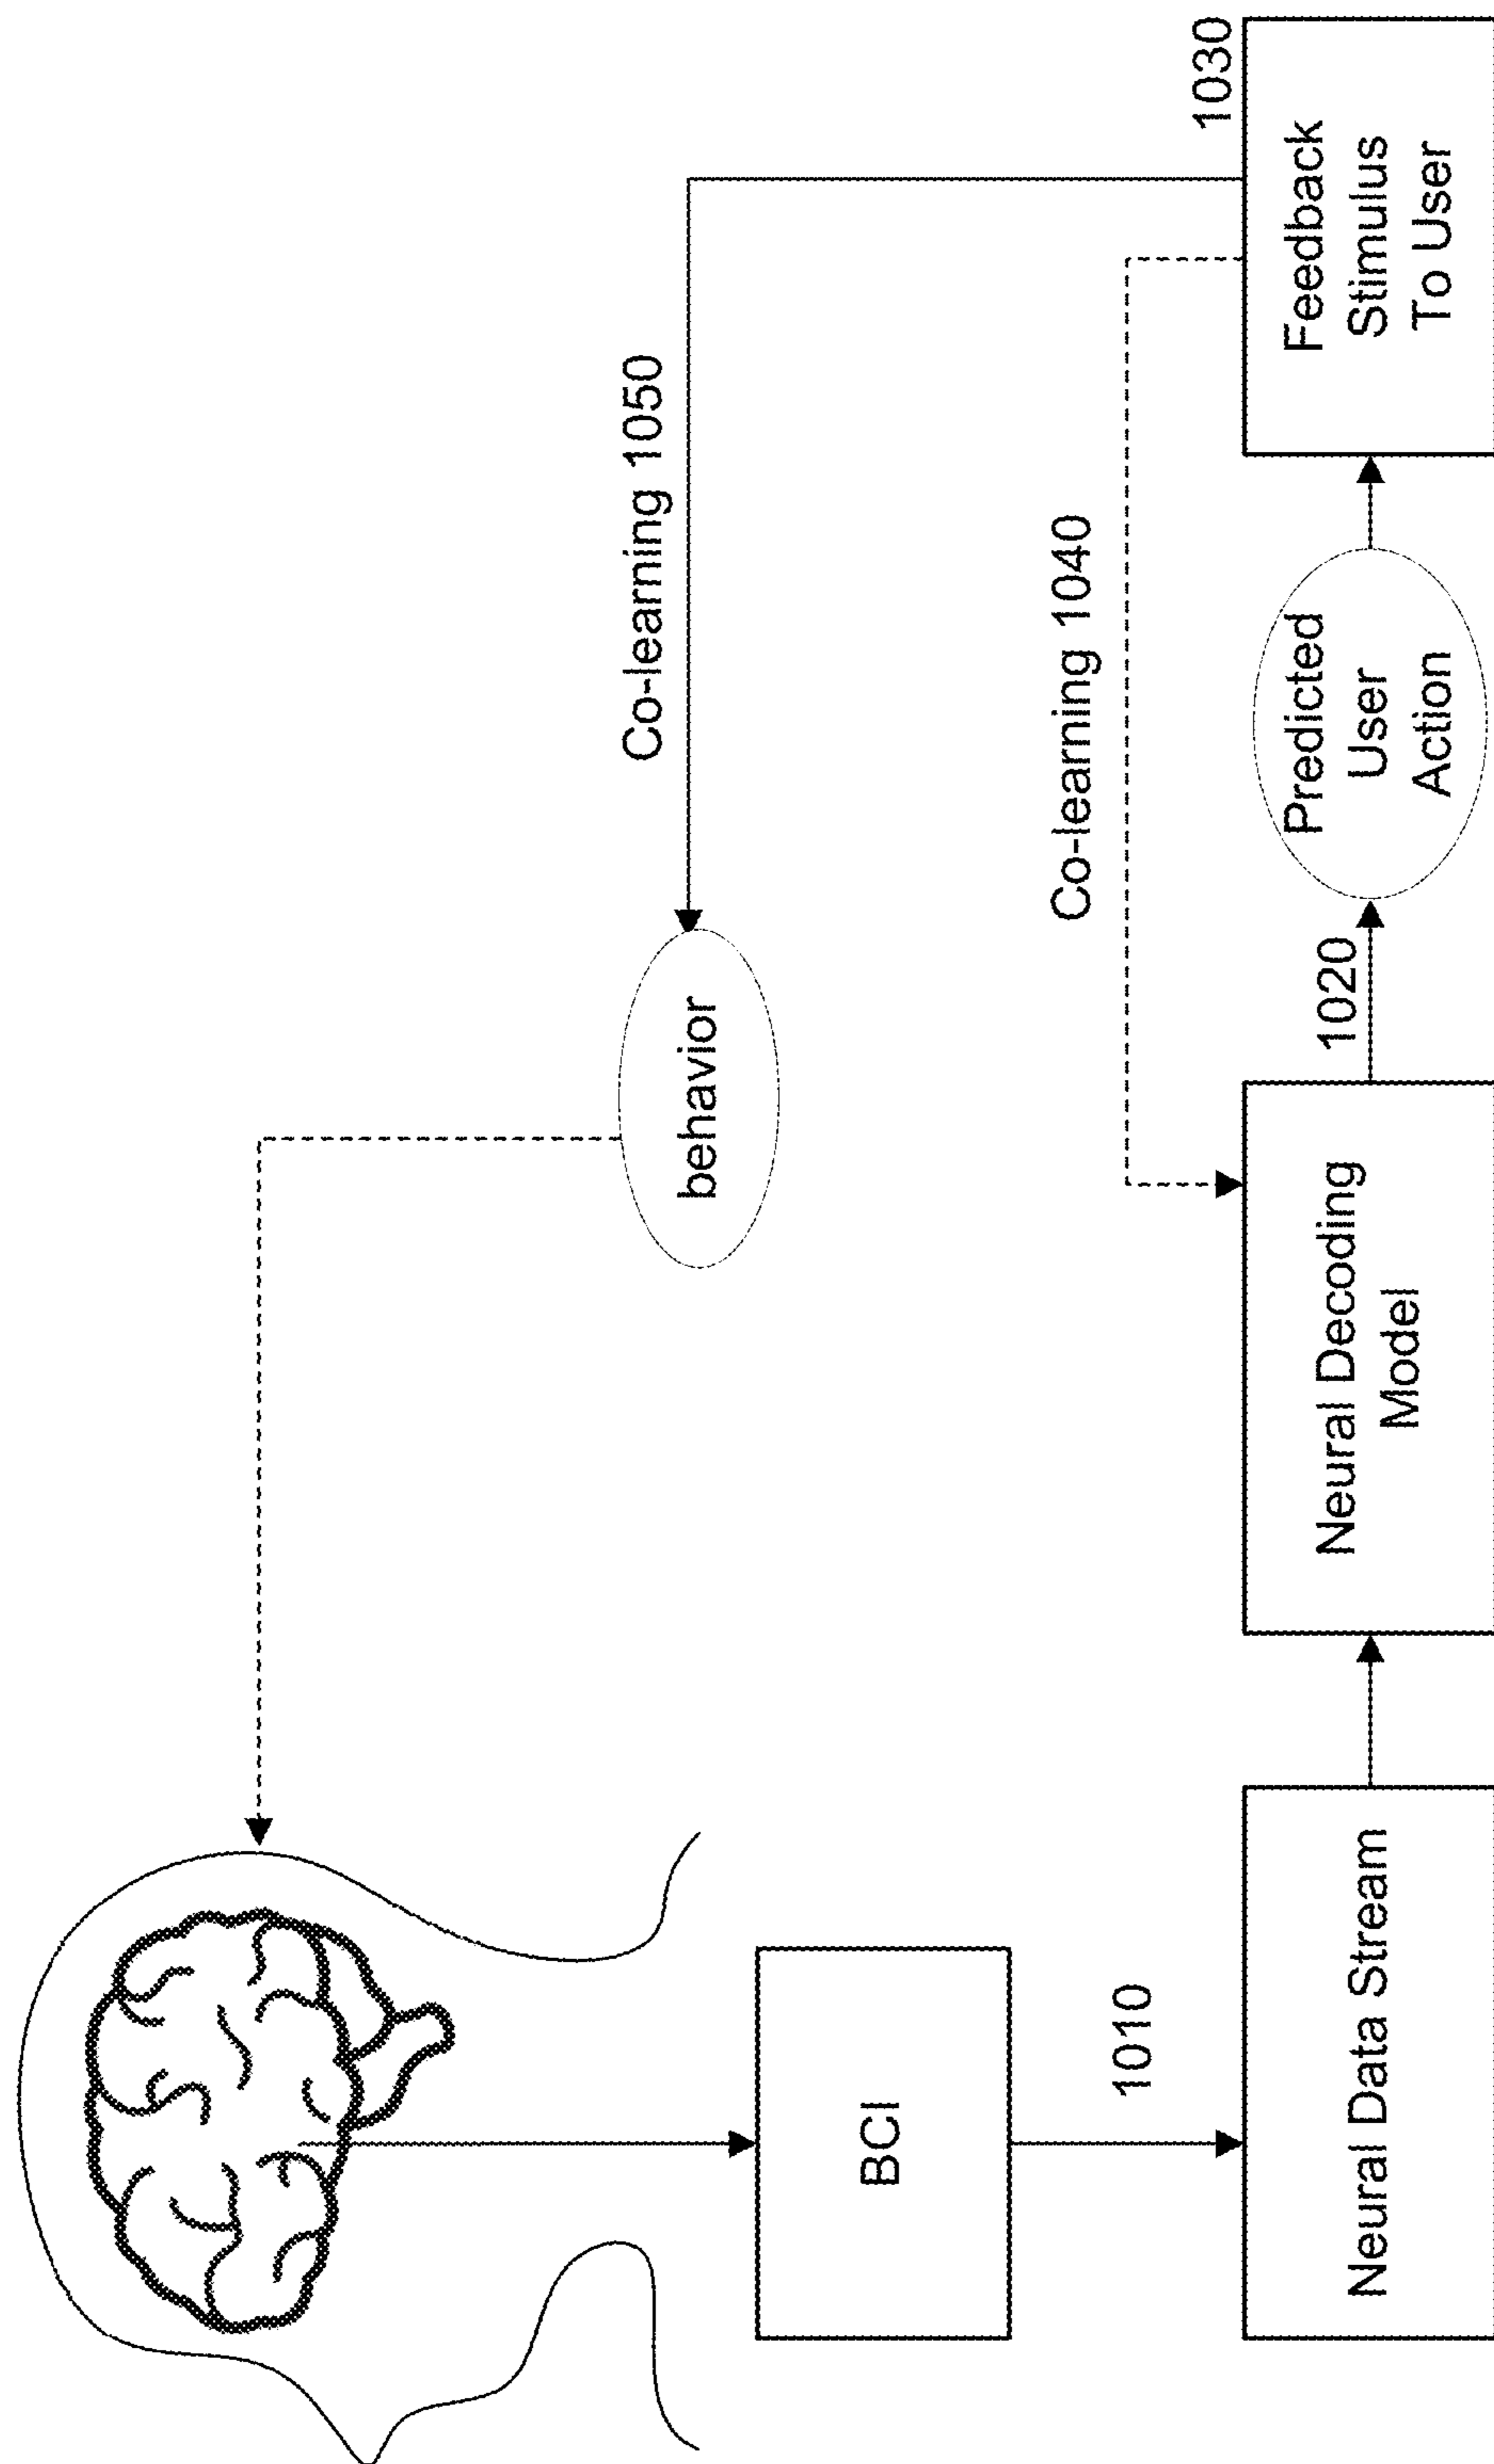 BCI
1010
Neural Data Stream
Neural Decoding
Model
1020
Predicted
User
Action
Feedback
Stimulus
To User
1030
Co-learning 1040
Co-learning 1050
behavior